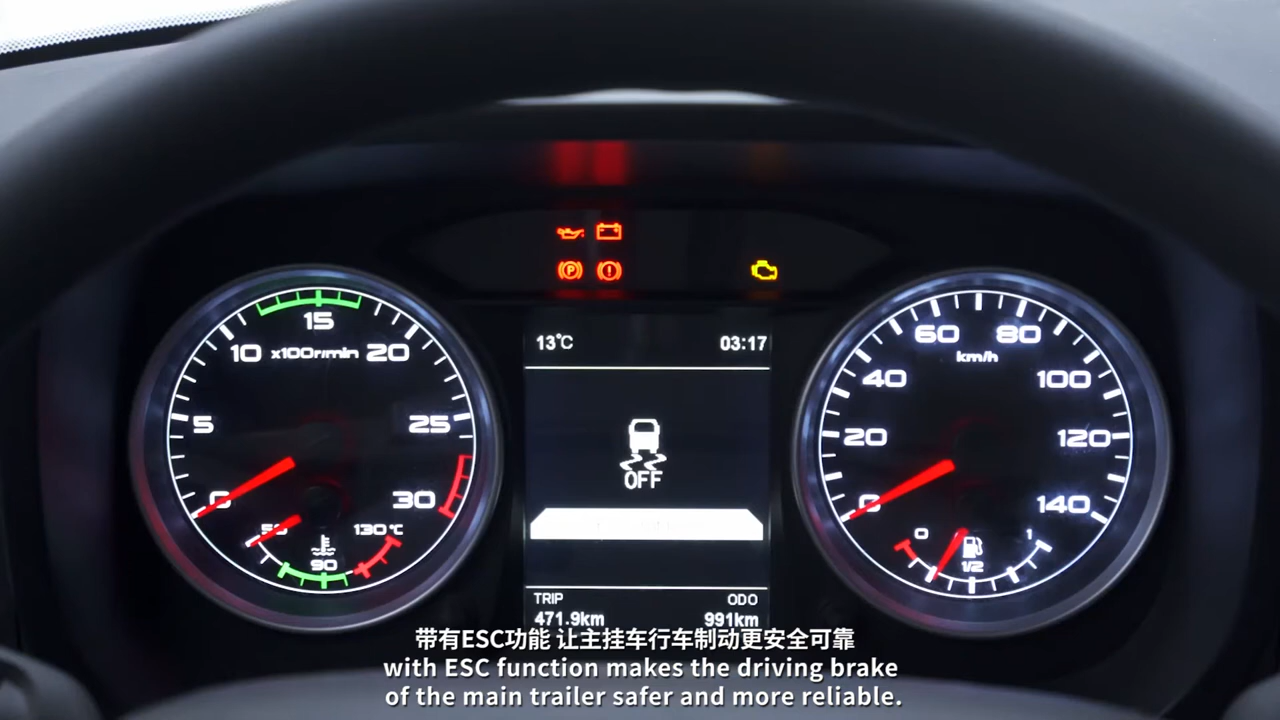 15
10 x100r/min 20
5 25
0 30
50 130℃
90
13℃ 03:17
OFF
TRIP ODO
471.9km 991km
60 80
km/h
40 100
20 120
0 140
0 1
1/2
P
带有ESC功能 让主挂车行车制动更安全可靠
with ESC function makes the driving brake
of the main trailer safer and more reliable.